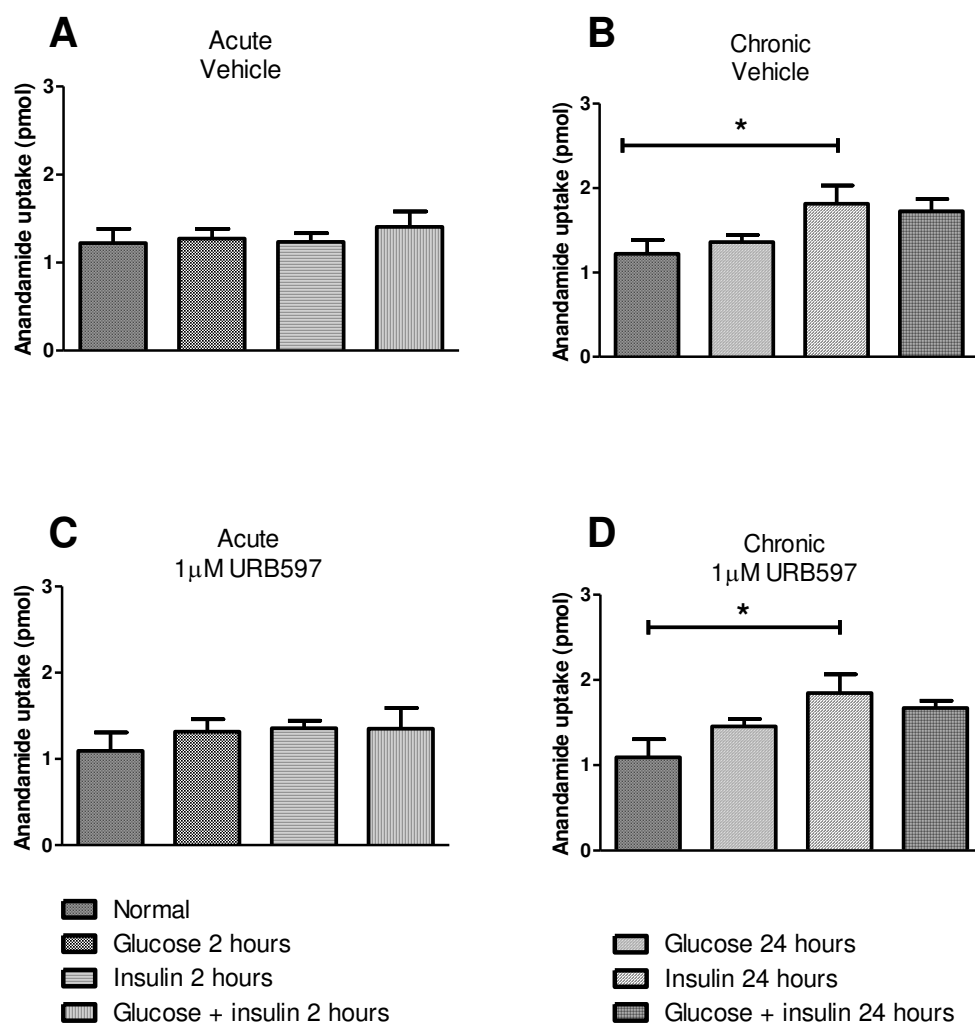 A
Acute
Vehicle
Anandamide uptake (pmol)
3
2
1
0
B
Chronic
Vehicle
Anandamide uptake (pmol)
3
2
1
0
*
C
Acute
1μM URB597
Anandamide uptake (pmol)
3
2
1
0
D
Chronic
1μM URB597
Anandamide uptake (pmol)
3
2
1
0
*
Normal
Glucose 2 hours
Insulin 2 hours
Glucose + insulin 2 hours
Glucose 24 hours
Insulin 24 hours
Glucose + insulin 24 hours